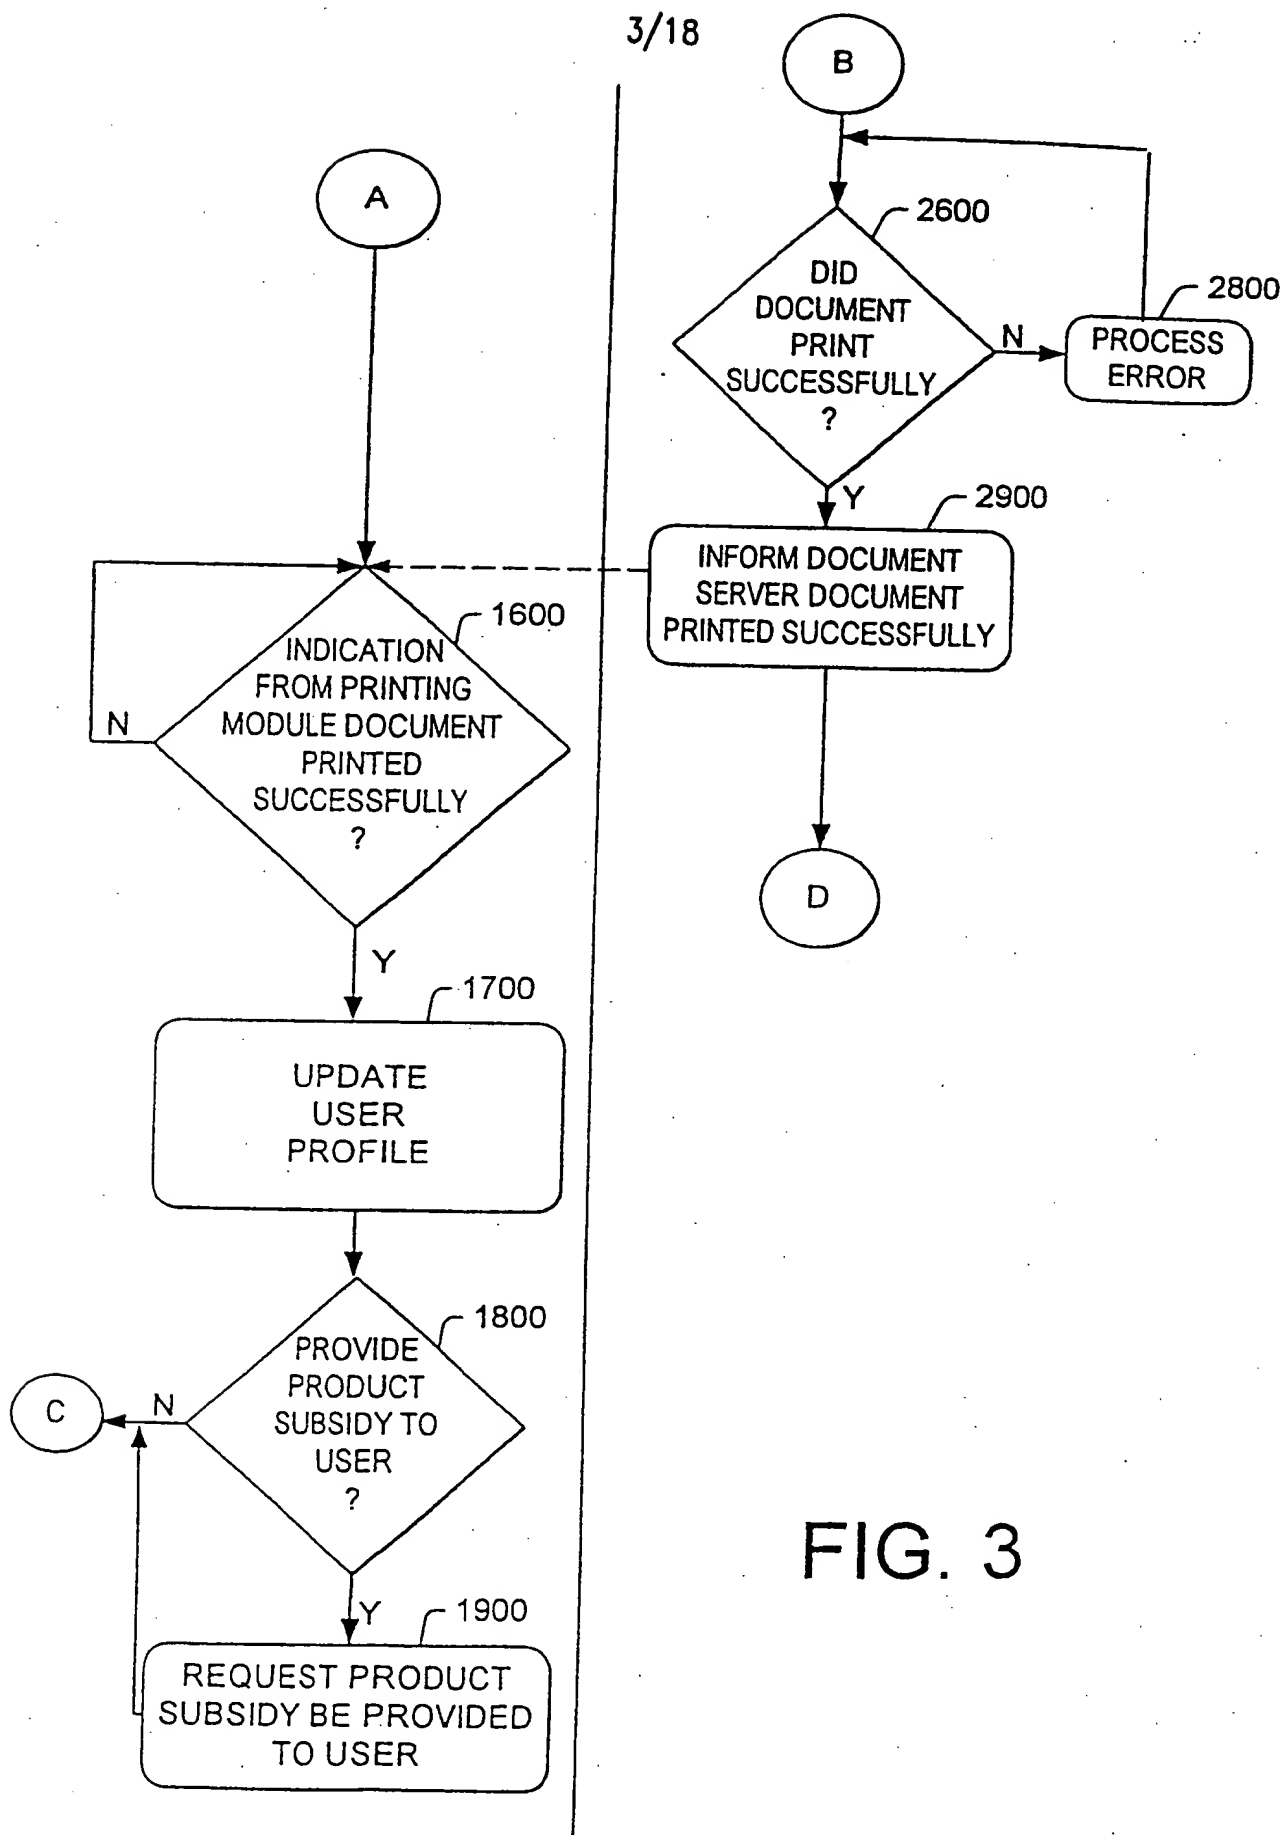 3/18
A
1600
INDICATION
FROM PRINTING
MODULE DOCUMENT
PRINTED
SUCCESSFULLY
?
N
Y
1700
UPDATE
USER
PROFILE
1800
PROVIDE
PRODUCT
SUBSIDY TO
USER
?
N
C
Y
1900
REQUEST PRODUCT
SUBSIDY BE PROVIDED
TO USER
B
2600
DID
DOCUMENT
PRINT
SUCCESSFULLY
?
N
2800
PROCESS
ERROR
Y
2900
INFORM DOCUMENT
SERVER DOCUMENT
PRINTED SUCCESSFULLY
D
FIG. 3